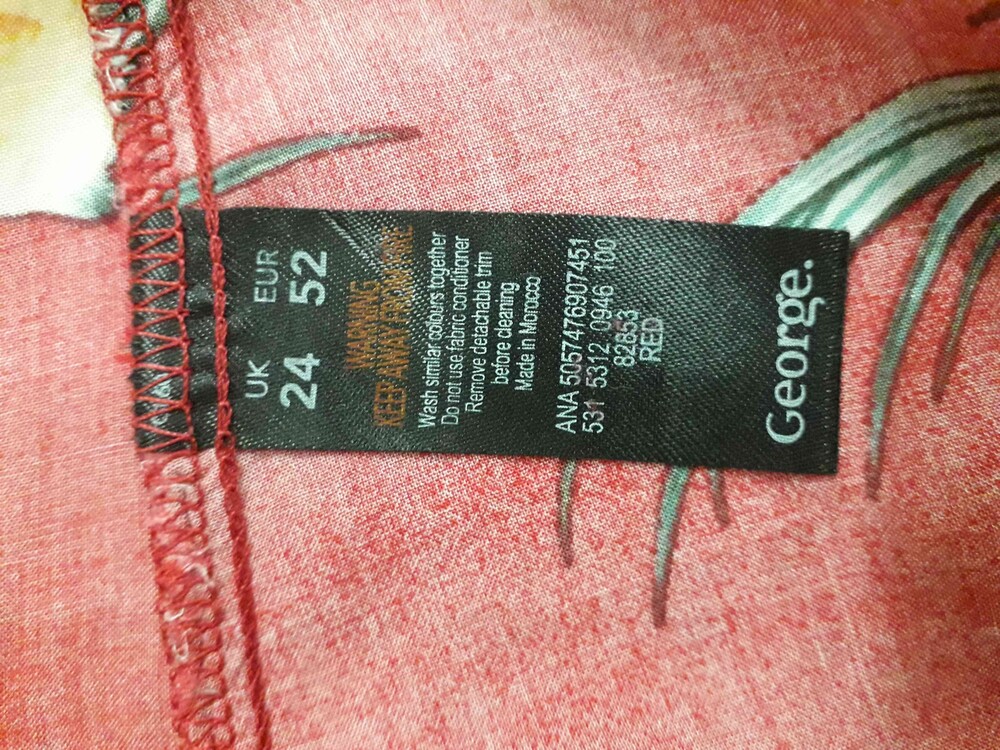 UK EUR
24 52
WARNING
KEEP AWAY FROM FIRE
Wash similar colours together
Do not use fabric conditioner
Remove detachable trim
before cleaning
Made in Morocco
ANA 5057476907451
531 5312 0946 100
82853
RED
George.